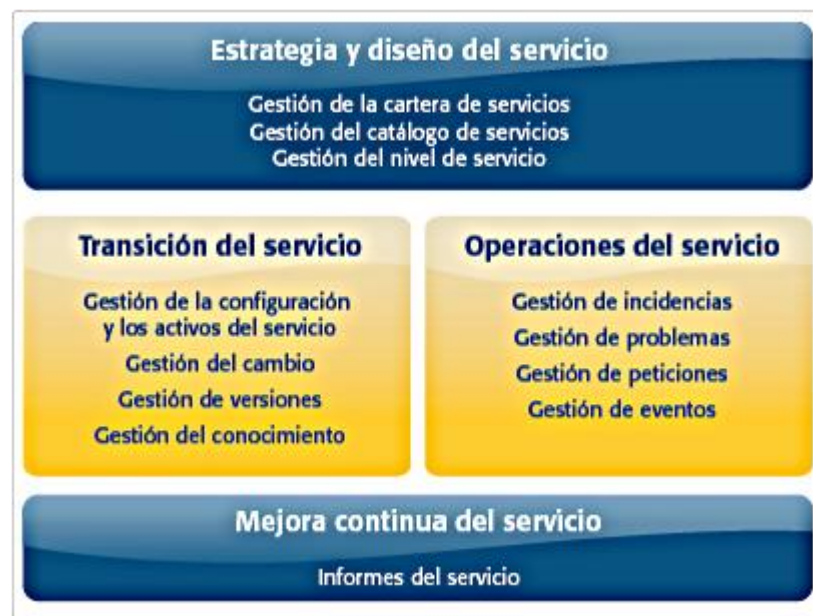 Estrategia y diseño del servicio
Gestión de la cartera de servicios
Gestión del catálogo de servicios
Gestión del nivel de servicio
Transición del servicio
Gestión de la configuración
y los activos del servicio
Gestión del cambio
Gestión de versiones
Gestión del conocimiento
Operaciones del servicio
Gestión de incidencias
Gestión de problemas
Gestión de peticiones
Gestión de eventos
Mejora continua del servicio
Informes del servicio